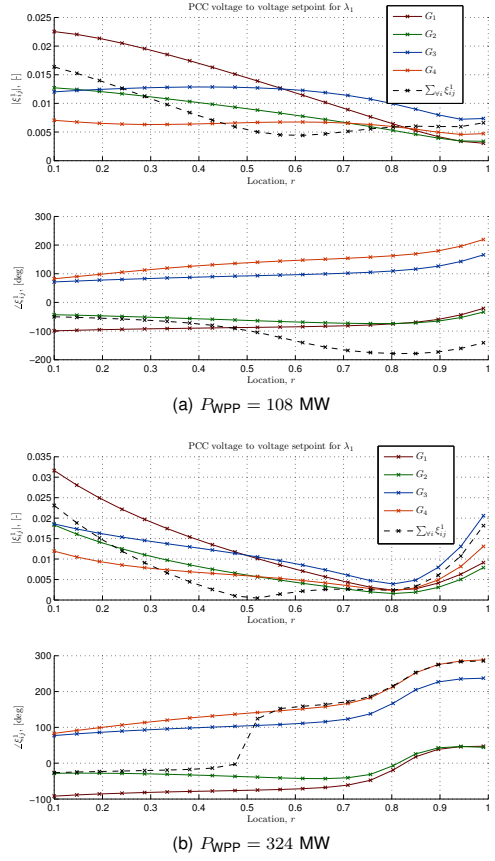 PCC voltage to voltage setpoint for λ₁
0.025
0.02
0.015
0.01
0.005
0
|ξ¹ᵢⱼ|, [-]
G₁
G₂
G₃
G₄
∑∀i ξ¹ᵢⱼ
0.1 0.2 0.3 0.4 0.5 0.6 0.7 0.8 0.9 1
Location, r
300
200
100
0
−100
−200
∠ξ¹ᵢⱼ, [deg]
0.1 0.2 0.3 0.4 0.5 0.6 0.7 0.8 0.9 1
Location, r
(a) P_WPP = 108 MW
PCC voltage to voltage setpoint for λ₁
0.035
0.03
0.025
0.02
0.015
0.01
0.005
0
|ξ¹ᵢⱼ|, [-]
G₁
G₂
G₃
G₄
∑∀i ξ¹ᵢⱼ
0.1 0.2 0.3 0.4 0.5 0.6 0.7 0.8 0.9 1
Location, r
300
200
100
0
−100
∠ξ¹ᵢⱼ, [deg]
0.1 0.2 0.3 0.4 0.5 0.6 0.7 0.8 0.9 1
Location, r
(b) P_WPP = 324 MW